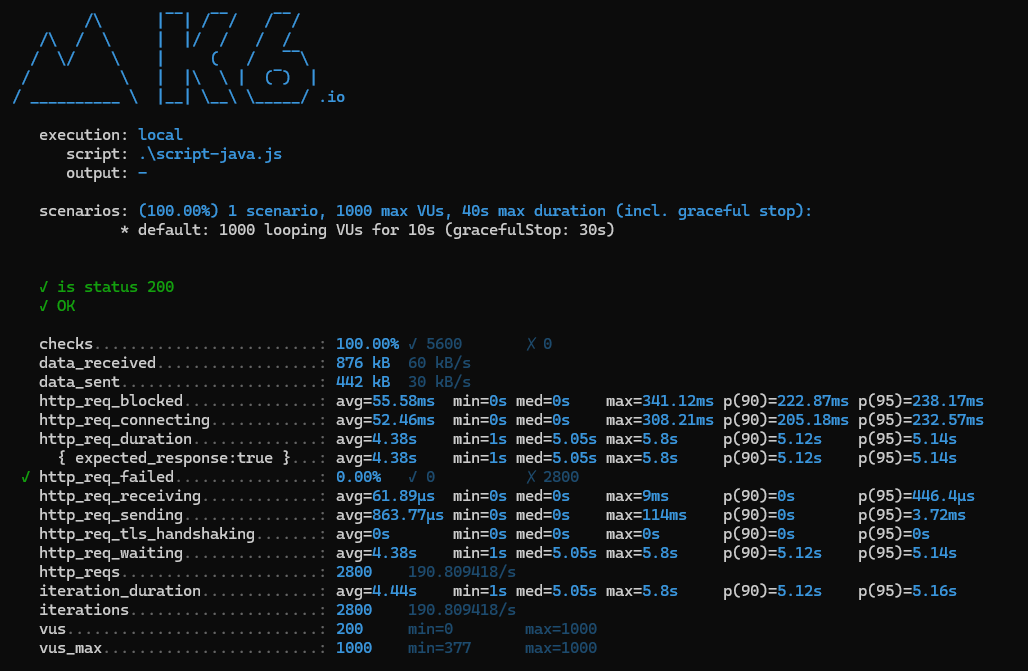 K6 .io
execution: local
script: .\script-java.js
output: -
scenarios: (100.00%) 1 scenario, 1000 max VUs, 40s max duration (incl. graceful stop):
* default: 1000 looping VUs for 10s (gracefulStop: 30s)
✓ is status 200
✓ OK
checks.........................: 100.00% ✓ 5600 ✗ 0
data_received..................: 876 kB 60 kB/s
data_sent......................: 442 kB 30 kB/s
http_req_blocked...............: avg=55.58ms min=0s med=0s max=341.12ms p(90)=222.87ms p(95)=238.17ms
http_req_connecting............: avg=52.46ms min=0s med=0s max=308.21ms p(90)=205.18ms p(95)=232.57ms
http_req_duration..............: avg=4.38s min=1s med=5.05s max=5.8s p(90)=5.12s p(95)=5.14s
{ expected_response:true }...: avg=4.38s min=1s med=5.05s max=5.8s p(90)=5.12s p(95)=5.14s
✓ http_req_failed................: 0.00% ✓ 0 ✗ 2800
http_req_receiving.............: avg=61.89µs min=0s med=0s max=9ms p(90)=0s p(95)=446.4µs
http_req_sending...............: avg=863.77µs min=0s med=0s max=114ms p(90)=0s p(95)=3.72ms
http_req_tls_handshaking.......: avg=0s min=0s med=0s max=0s p(90)=0s p(95)=0s
http_req_waiting...............: avg=4.38s min=1s med=5.05s max=5.8s p(90)=5.12s p(95)=5.14s
http_reqs......................: 2800 190.809418/s
iteration_duration.............: avg=4.44s min=1s med=5.05s max=5.8s p(90)=5.12s p(95)=5.16s
iterations.....................: 2800 190.809418/s
vus............................: 200 min=0 max=1000
vus_max........................: 1000 min=377 max=1000